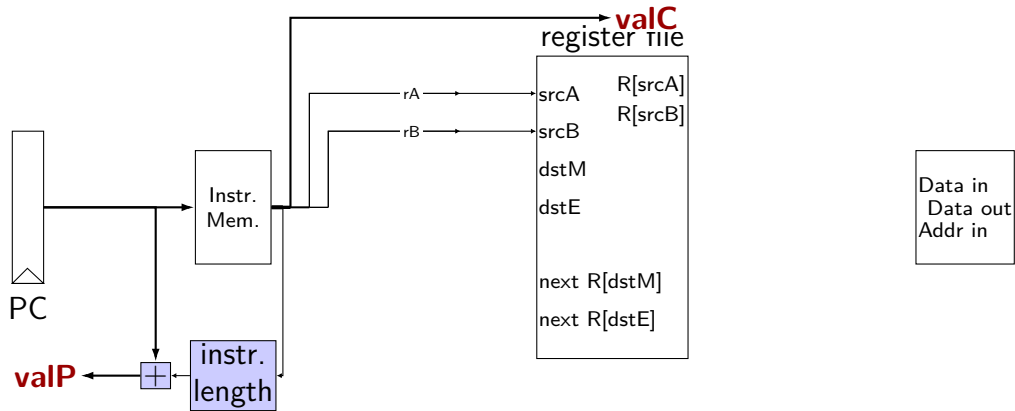 valC
register file
rA
srcA
R[srcA]
R[srcB]
rB
srcB
dstM
dstE
next R[dstM]
next R[dstE]
Instr.
Mem.
Data in
Data out
Addr in
PC
instr.
length
+
valP